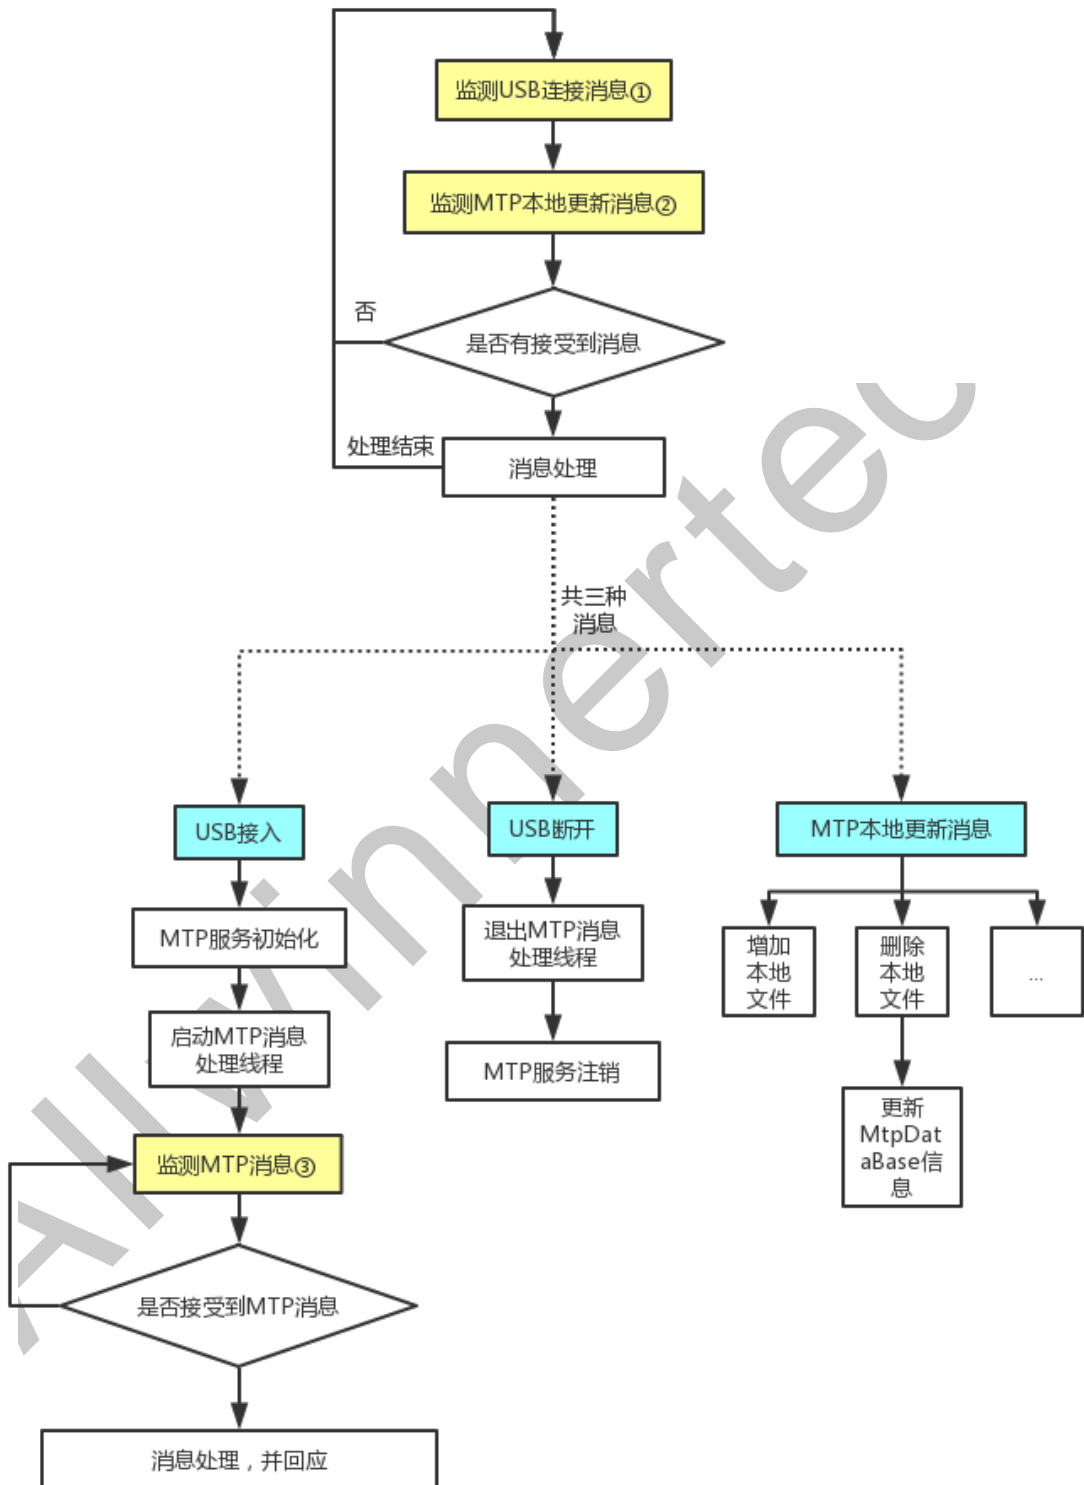 监测USB连接消息①
监测MTP本地更新消息②
否
是否有接受到消息
处理结束
消息处理
共三种
消息
USB接入
USB断开
MTP本地更新消息
MTP服务初始化
退出MTP消息
处理线程
增加
本地
文件
删除
本地
文件
...
启动MTP消息
处理线程
MTP服务注销
更新
MtpDat
aBase信
息
监测MTP消息③
是否接受到MTP消息
消息处理，并回应
Allwinnertec